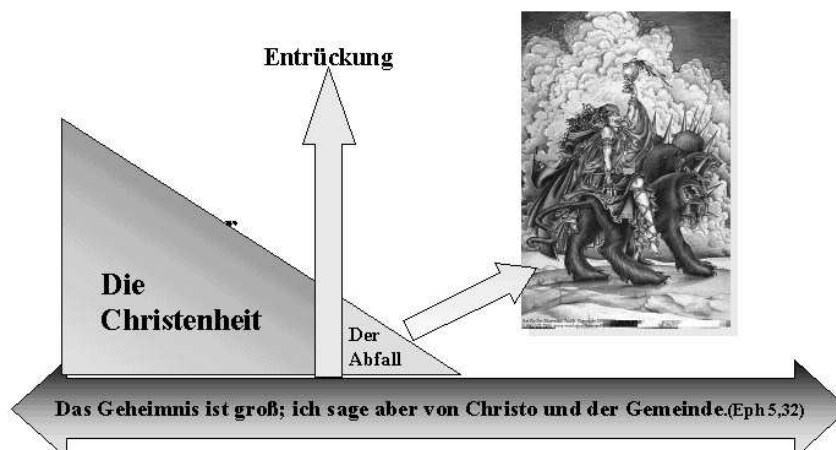 Entrückung
Die
Christenheit
Der
Abfall
Das Geheimnis ist groß; ich sage aber von Christo und der Gemeinde.(Eph 5,32)